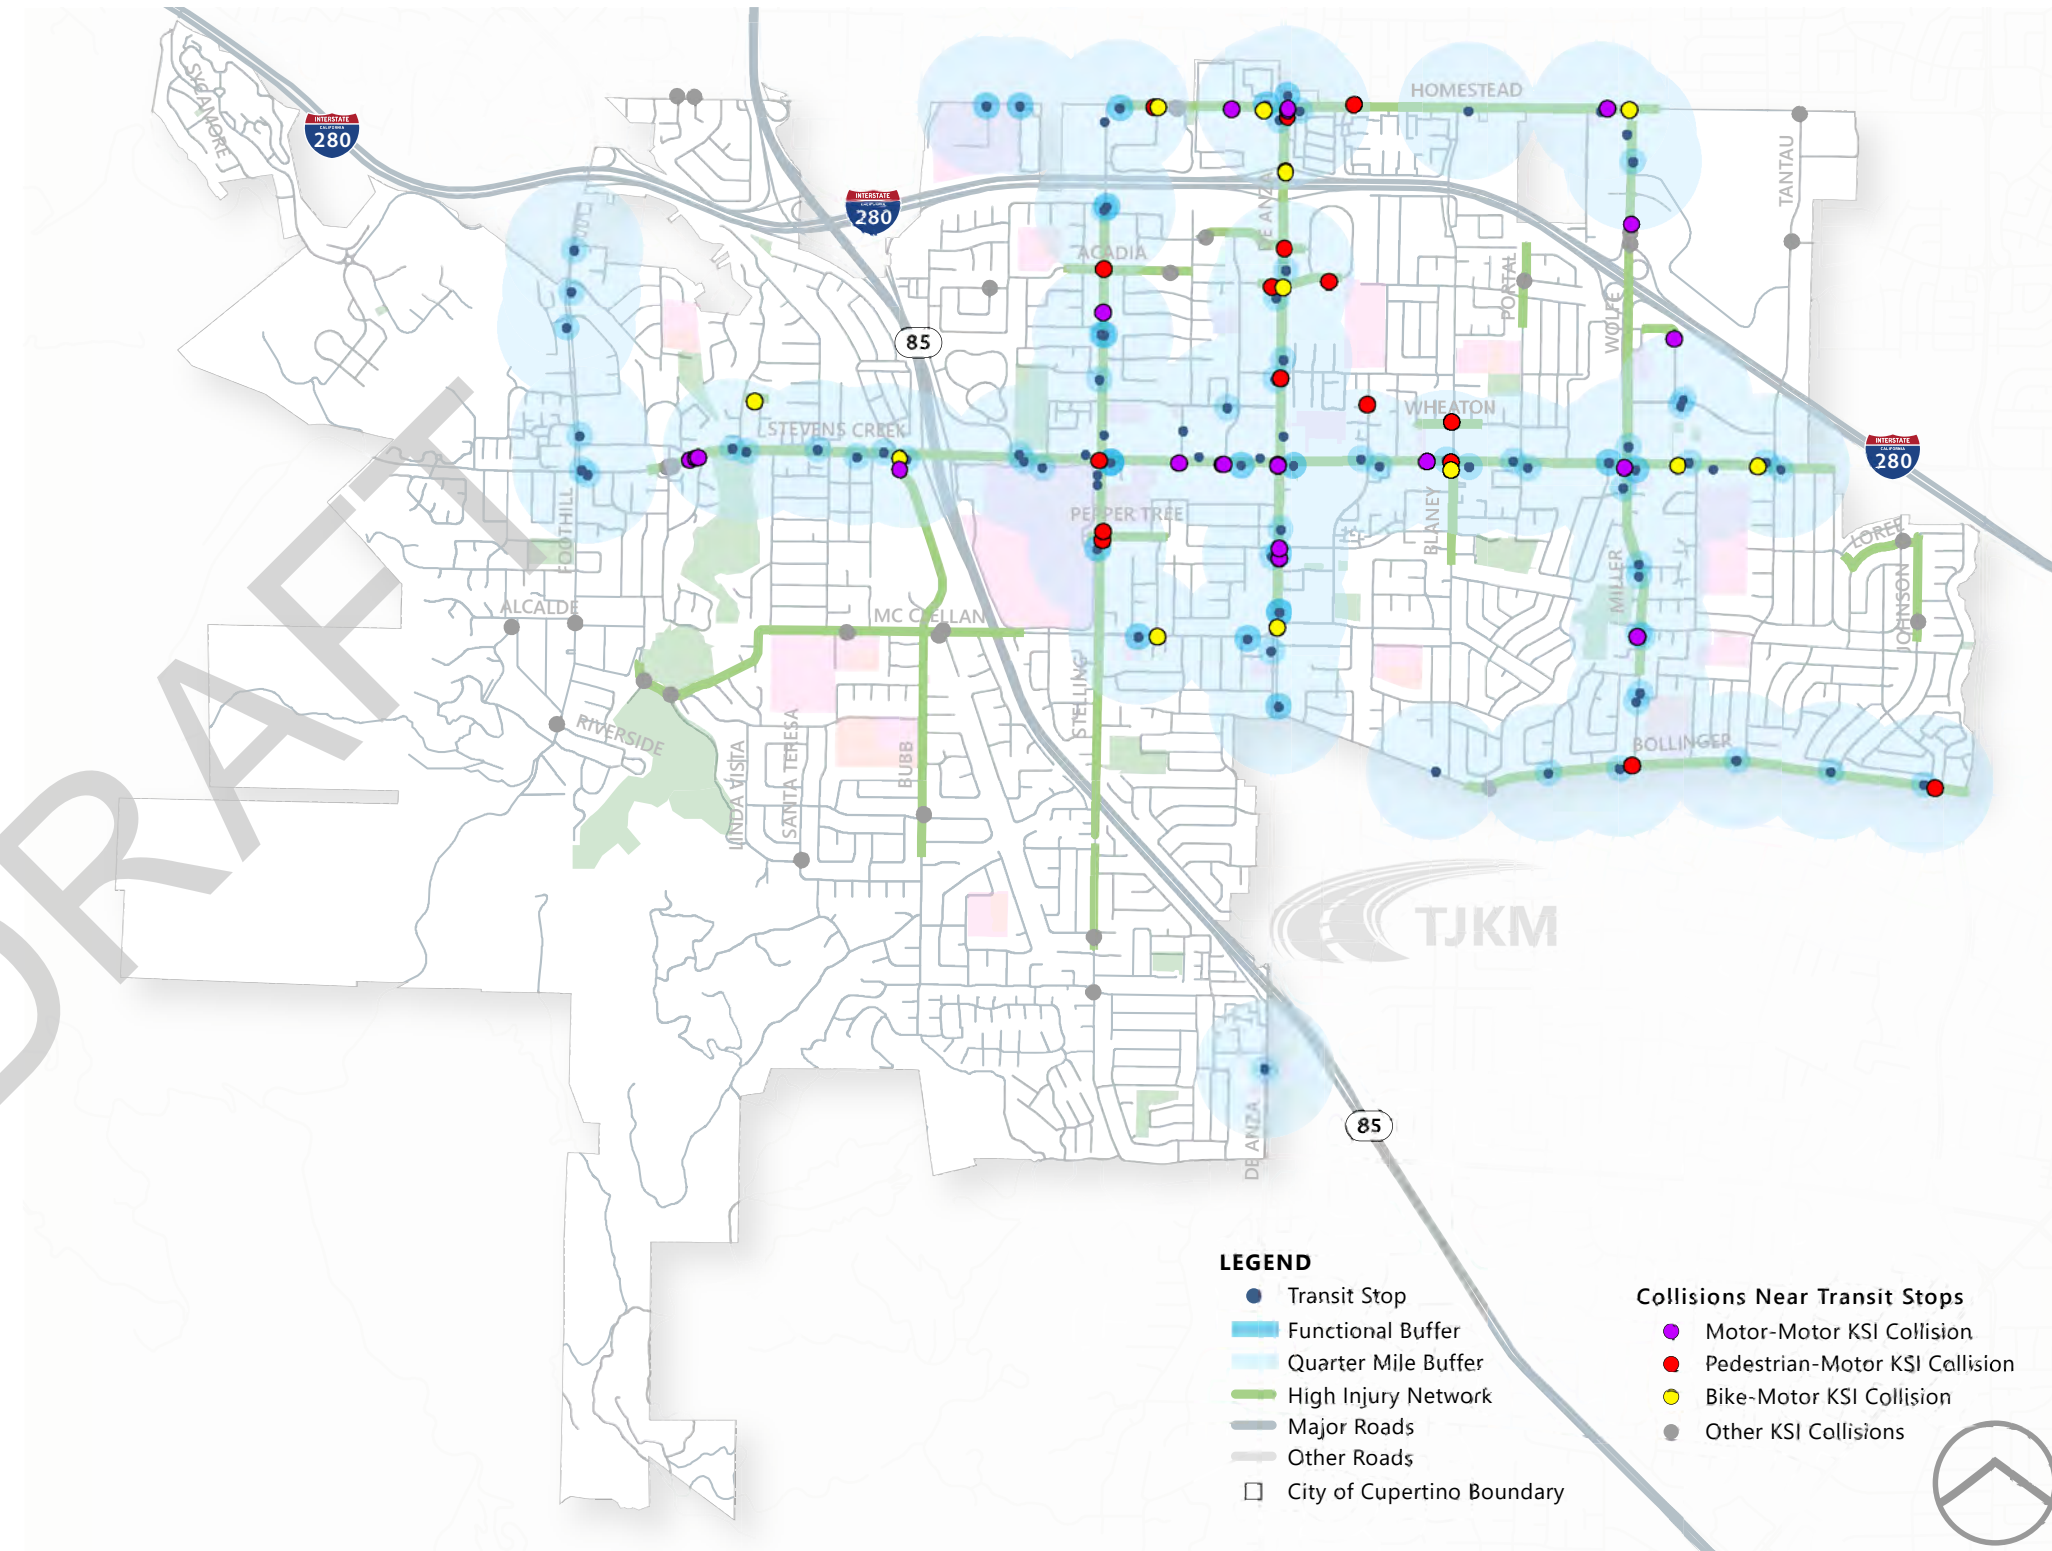 HOMESTEAD
SYCAMORE
INTERSTATE
CALIFORNIA
280
INTERSTATE
280
TANTAU
DE ANZA
ACADIA
PORTAL
WOLFE
85
WHEATON
STEVENS CREEK
INTERSTATE
CALIFORNIA
280
FOOTHILL
PEPPER TREE
BLANEY
LOREE
MILLER
JOHNSON
ALCALDE
MC CLELLAN
STELLING
RIVERSIDE
LINDA VISTA
SANTA TERESA
BUBB
BOLLINGER
DRAFT
TJKM
DE ANZA
85
LEGEND
Transit Stop
Functional Buffer
Quarter Mile Buffer
High Injury Network
Major Roads
Other Roads
City of Cupertino Boundary
Collisions Near Transit Stops
Motor-Motor KSI Collision
Pedestrian-Motor KSI Collision
Bike-Motor KSI Collision
Other KSI Collisions